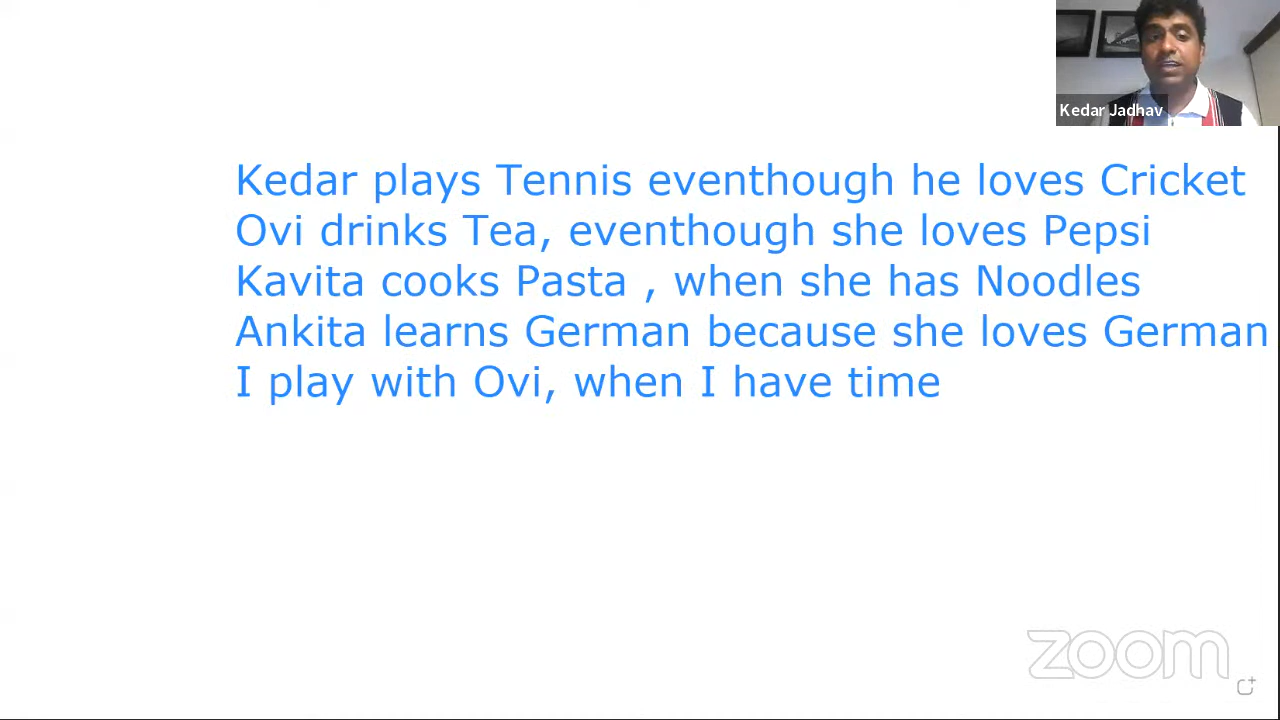 Kedar Jadhav
Kedar plays Tennis eventhough he loves Cricket
Ovi drinks Tea, eventhough she loves Pepsi
Kavita cooks Pasta , when she has Noodles
Ankita learns German because she loves German
I play with Ovi, when I have time
zoom